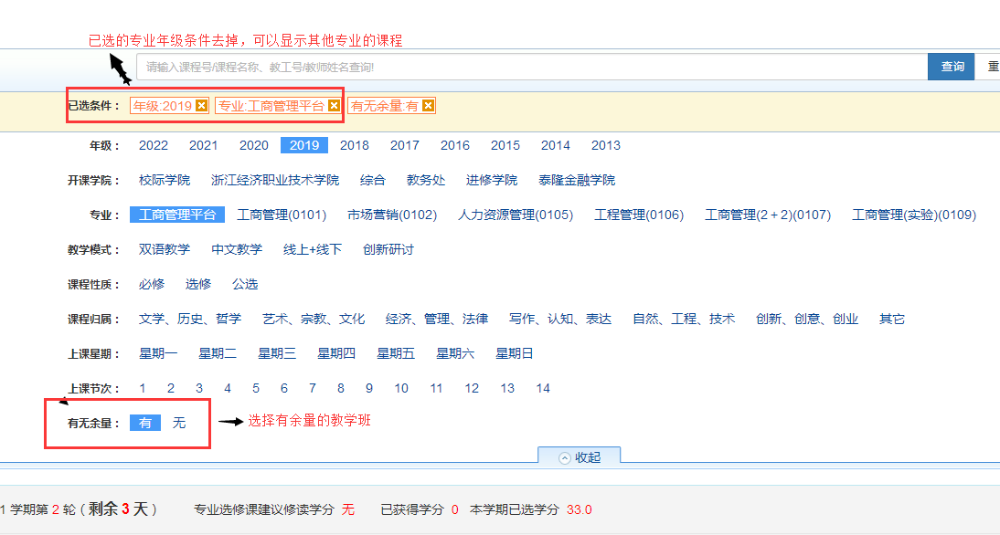 已选的专业年级条件去掉，可以显示其他专业的课程
请输入课程号/课程名称、教工号/教师姓名查询! 查询 重
已选条件： 年级:2019 专业:工商管理平台 有无余量:有
年级： 2022 2021 2020 2019 2018 2017 2016 2015 2014 2013
开课学院： 校际学院 浙江经济职业技术学院 综合 教务处 进修学院 泰隆金融学院
专业： 工商管理平台 工商管理(0101) 市场营销(0102) 人力资源管理(0105) 工程管理(0106) 工商管理(2＋2)(0107) 工商管理(实验)(0109)
教学模式： 双语教学 中文教学 线上+线下 创新研讨
课程性质： 必修 选修 公选
课程归属： 文学、历史、哲学 艺术、宗教、文化 经济、管理、法律 写作、认知、表达 自然、工程、技术 创新、创意、创业 其它
上课星期： 星期一 星期二 星期三 星期四 星期五 星期六 星期日
上课节次： 1 2 3 4 5 6 7 8 9 10 11 12 13 14
有无余量： 有 无 选择有余量的教学班
收起
1 学期第 2 轮（剩余 3 天） 专业选修课建议修读学分 无 已获得学分 0 本学期已选学分 33.0